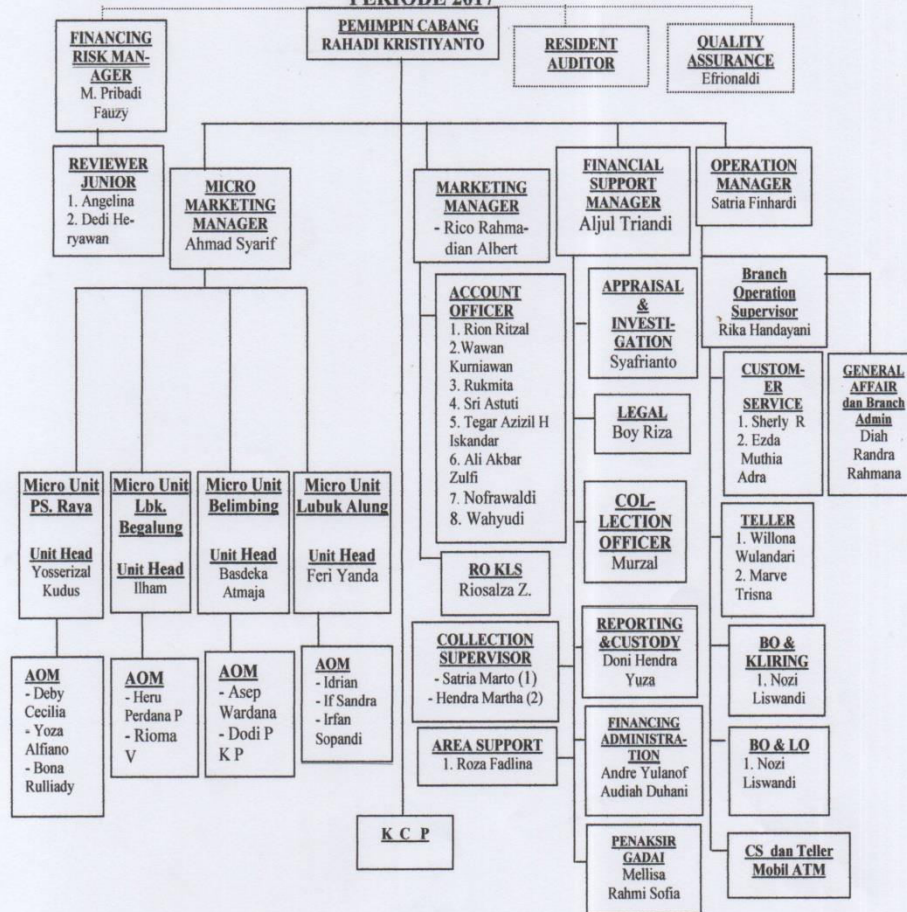 PERIODE 2017
PEMIMPIN CABANG
RAHADI KRISTIYANTO
FINANCING
RISK MAN-
AGER
M. Pribadi
Fauzy
RESIDENT
AUDITOR
QUALITY
ASSURANCE
Efrionaldi
REVIEWER
JUNIOR
1. Angelina
2. Dedi He-
ryawan
MICRO
MARKETING
MANAGER
Ahmad Syarif
MARKETING
MANAGER
- Rico Rahma-
dian Albert
FINANCIAL
SUPPORT
MANAGER
Aljul Triandi
OPERATION
MANAGER
Satria Finhardi
ACCOUNT
OFFICER
1. Rion Ritzal
2.Wawan
Kurniawan
3. Rukmita
4. Sri Astuti
5. Tegar Azizil H
Iskandar
6. Ali Akbar
Zulfi
7. Nofrawaldi
8. Wahyudi
APPRAISAL
&
INVESTI-
GATION
Syafrianto
Branch
Operation
Supervisor
Rika Handayani
CUSTOM-
ER
SERVICE
1. Sherly R
2. Ezda
Muthia
Adra
GENERAL
AFFAIR
dan Branch
Admin
Diah
Randra
Rahmana
LEGAL
Boy Riza
Micro Unit
PS. Raya
Unit Head
Yosserizal
Kudus
Micro Unit
Lbk.
Begalung
Unit Head
Ilham
Micro Unit
Belimbing
Unit Head
Basdeka
Atmaja
Micro Unit
Lubuk Alung
Unit Head
Feri Yanda
COL-
LECTION
OFFICER
Murzal
TELLER
1. Willona
Wulandari
2. Marve
Trisna
RO KLS
Riosalza Z.
COLLECTION
SUPERVISOR
- Satria Marto (1)
- Hendra Martha (2)
REPORTING
&CUSTODY
Doni Hendra
Yuza
BO &
KLIRING
1. Nozi
Liswandi
AOM
- Deby
Cecilia
- Yoza
Alfiano
- Bona
Rulliady
AOM
- Heru
Perdana P
- Rioma
V
AOM
- Asep
Wardana
- Dodi P
K P
AOM
- Idrian
- If Sandra
- Irfan
Sopandi
AREA SUPPORT
1. Roza Fadlina
FINANCING
ADMINISTRA-
TION
Andre Yulanof
Audiah Duhani
BO & LO
1. Nozi
Liswandi
K C P
PENAKSIR
GADAI
Mellisa
Rahmi Sofia
CS dan Teller
Mobil ATM